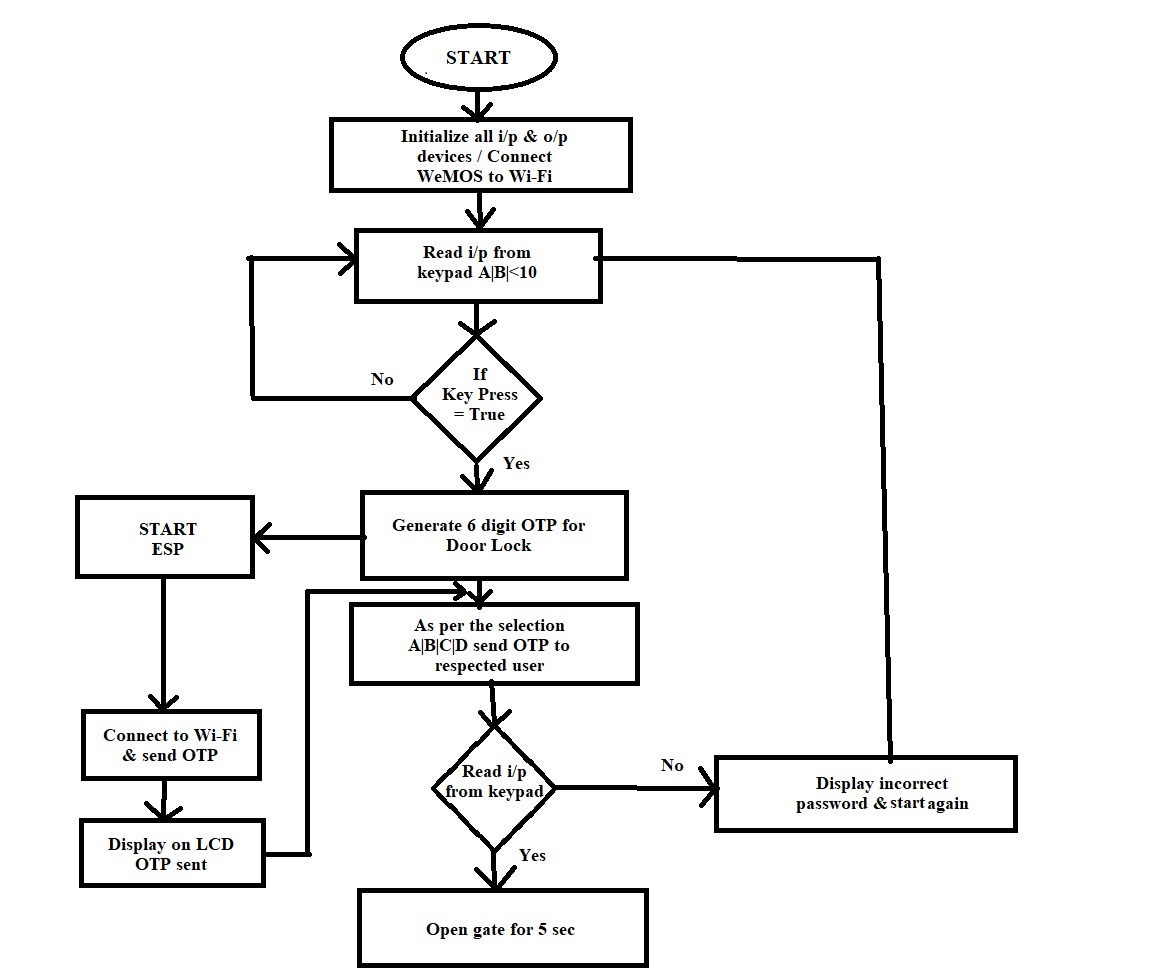 START
Initialize all i/p & o/p
devices / Connect
WeMOS to Wi-Fi
Read i/p from
keypad A|B|<10
If
Key Press
= True
No
Yes
Generate 6 digit OTP for
Door Lock
START
ESP
As per the selection
A|B|C|D send OTP to
respected user
Connect to Wi-Fi
& send OTP
Display on LCD
OTP sent
Read i/p
from keypad
No
Display incorrect
password & start again
Yes
Open gate for 5 sec